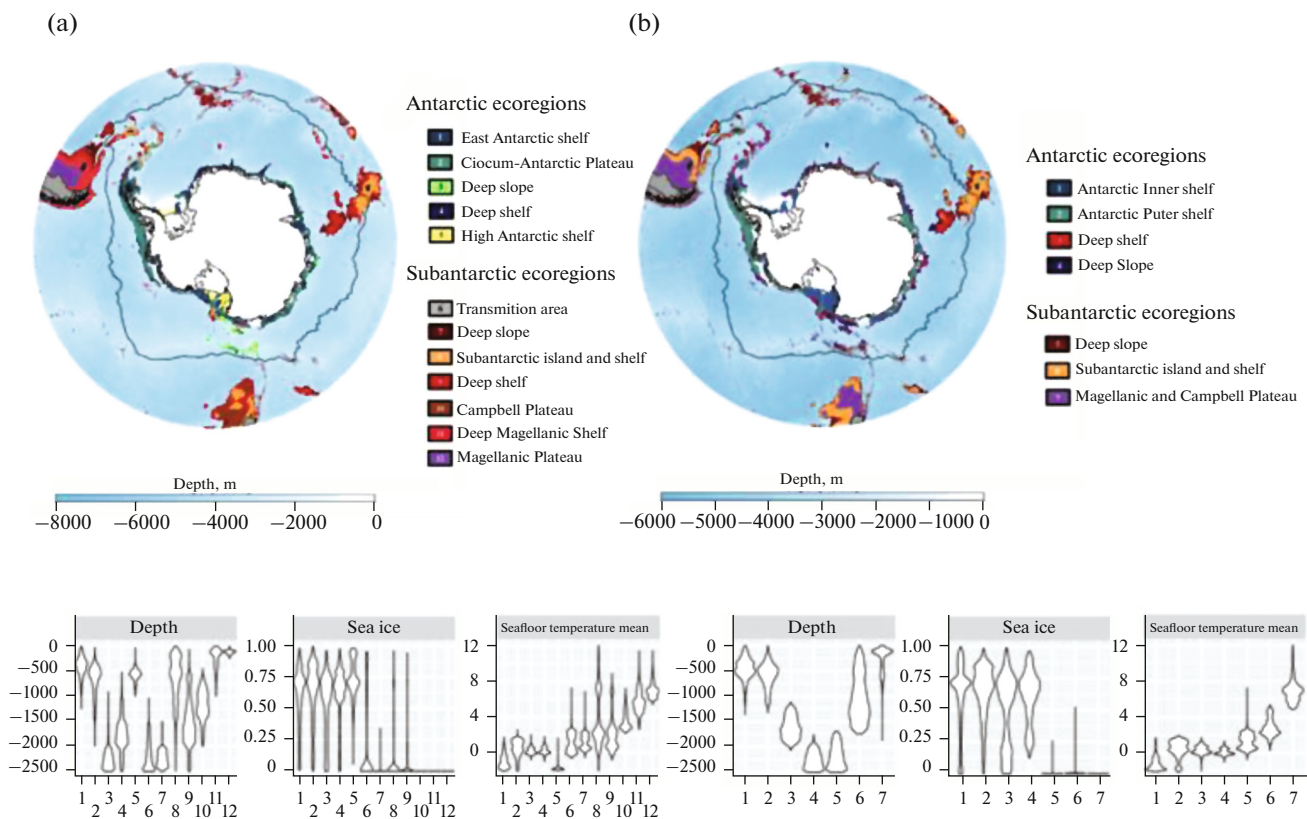 (a)
Antarctic ecoregions
1 East Antarctic shelf
2 Ciocum-Antarctic Plateau
3 Deep slope
4 Deep shelf
5 High Antarctic shelf
Subantarctic ecoregions
6 Transmition area
7 Deep slope
Subantarctic island and shelf
Deep shelf
Campbell Plateau
Deep Magellanic Shelf
Magellanic Plateau
Depth, m
−8000 −6000 −4000 −2000 0
(b)
Antarctic ecoregions
Antarctic Inner shelf
2 Antarctic Puter shelf
Deep shelf
4 Deep Slope
Subantarctic ecoregions
Deep slope
Subantarctic island and shelf
Magellanic and Campbell Plateau
Depth, m
−6000 −5000 −4000 −3000 −2000 −1000 0
Depth
0
−500
−1000
−1500
−2000
−2500
1 3 5 7 9 11
2 4 6 8 10 12
Sea ice
1.00
0.75
0.50
0.25
0
1 3 5 7 9 11
2 4 6 8 10 12
Seafloor temperature mean
12
8
4
0
1 3 5 7 9 11
2 4 6 8 10 12
Depth
0
−500
−1000
−1500
−2000
−2500
1 2 3 4 5 6 7
Sea ice
1.00
0.75
0.50
0.25
0
1 2 3 4 5 6 7
Seafloor temperature mean
12
8
4
0
1 2 3 4 5 6 7